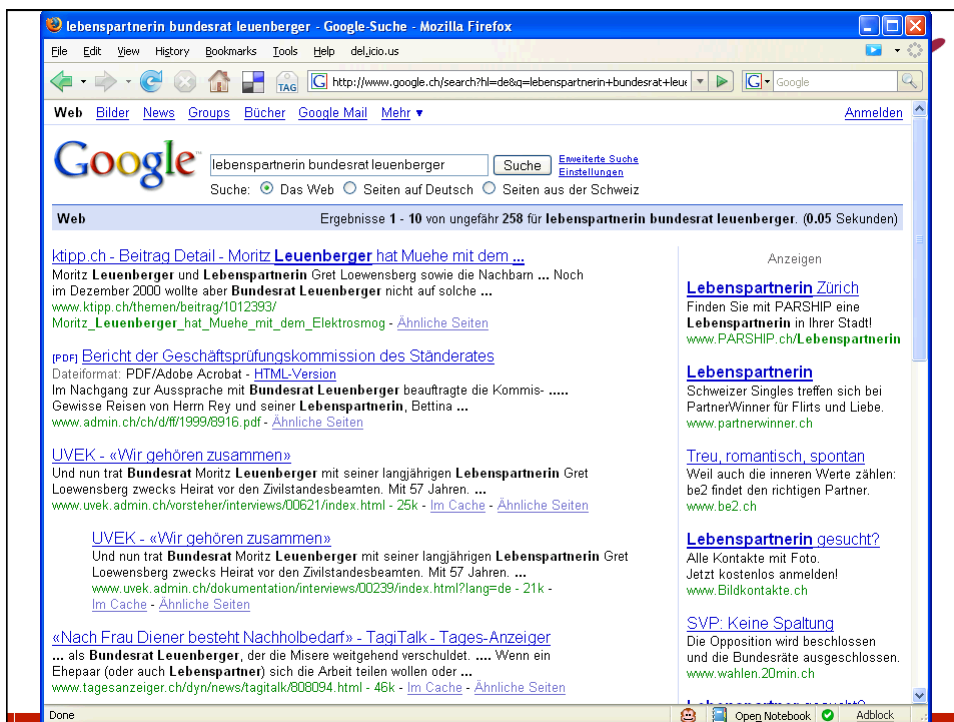 lebenspartnerin bundesrat leuenberger - Google-Suche - Mozilla Firefox
File Edit View History Bookmarks Tools Help del.icio.us
TAG G http://www.google.ch/search?hl=de&q=lebenspartnerin+bundesrat+leue G Google
Web Bilder News Groups Bücher Google Mail Mehr ▼ Anmelden
Google™ lebenspartnerin bundesrat leuenberger Suche Erweiterte Suche
Einstellungen
Suche: Das Web Seiten auf Deutsch Seiten aus der Schweiz
Web Ergebnisse 1 - 10 von ungefähr 258 für lebenspartnerin bundesrat leuenberger. (0.05 Sekunden)
ktipp.ch - Beitrag Detail - Moritz Leuenberger hat Muehe mit dem ...
Moritz Leuenberger und Lebenspartnerin Gret Loewensberg sowie die Nachbarn ... Noch
im Dezember 2000 wollte aber Bundesrat Leuenberger nicht auf solche ...
www.ktipp.ch/themen/beitrag/1012393/
Moritz_Leuenberger_hat_Muehe_mit_dem_Elektrosmog - Ähnliche Seiten
[PDF] Bericht der Geschäftsprüfungskommission des Ständerates
Dateiformat: PDF/Adobe Acrobat - HTML-Version
Im Nachgang zur Aussprache mit Bundesrat Leuenberger beauftragte die Kommis- .....
Gewisse Reisen von Herrn Rey und seiner Lebenspartnerin, Bettina ...
www.admin.ch/ch/d/ff/1999/8916.pdf - Ähnliche Seiten
UVEK - «Wir gehören zusammen»
Und nun trat Bundesrat Moritz Leuenberger mit seiner langjährigen Lebenspartnerin Gret
Loewensberg zwecks Heirat vor den Zivilstandesbeamten. Mit 57 Jahren. ...
www.uvek.admin.ch/vorsteher/interviews/00621/index.html - 25k - Im Cache - Ähnliche Seiten
UVEK - «Wir gehören zusammen»
Und nun trat Bundesrat Moritz Leuenberger mit seiner langjährigen Lebenspartnerin Gret
Loewensberg zwecks Heirat vor den Zivilstandesbeamten. Mit 57 Jahren. ...
www.uvek.admin.ch/dokumentation/interviews/00239/index.html?lang=de - 21k -
Im Cache - Ähnliche Seiten
«Nach Frau Diener besteht Nachholbedarf» - TagiTalk - Tages-Anzeiger
... als Bundesrat Leuenberger, der die Misere weitgehend verschuldet. .... Wenn ein
Ehepaar (oder auch Lebenspartner) sich die Arbeit teilen wollen oder ...
www.tagesanzeiger.ch/dyn/news/tagitalk/808094.html - 46k - Im Cache - Ähnliche Seiten
Anzeigen
Lebenspartnerin Zürich
Finden Sie mit PARSHIP eine
Lebenspartnerin in Ihrer Stadt!
www.PARSHIP.ch/Lebenspartnerin
Lebenspartnerin
Schweizer Singles treffen sich bei
PartnerWinner für Flirts und Liebe.
www.partnerwinner.ch
Treu, romantisch, spontan
Weil auch die inneren Werte zählen:
be2 findet den richtigen Partner.
www.be2.ch
Lebenspartnerin gesucht?
Alle Kontakte mit Foto.
Jetzt kostenlos anmelden!
www.Bildkontakte.ch
SVP: Keine Spaltung
Die Opposition wird beschlossen
und die Bundesräte ausgeschlossen.
www.wahlen.20min.ch
Done Open Notebook Adblock